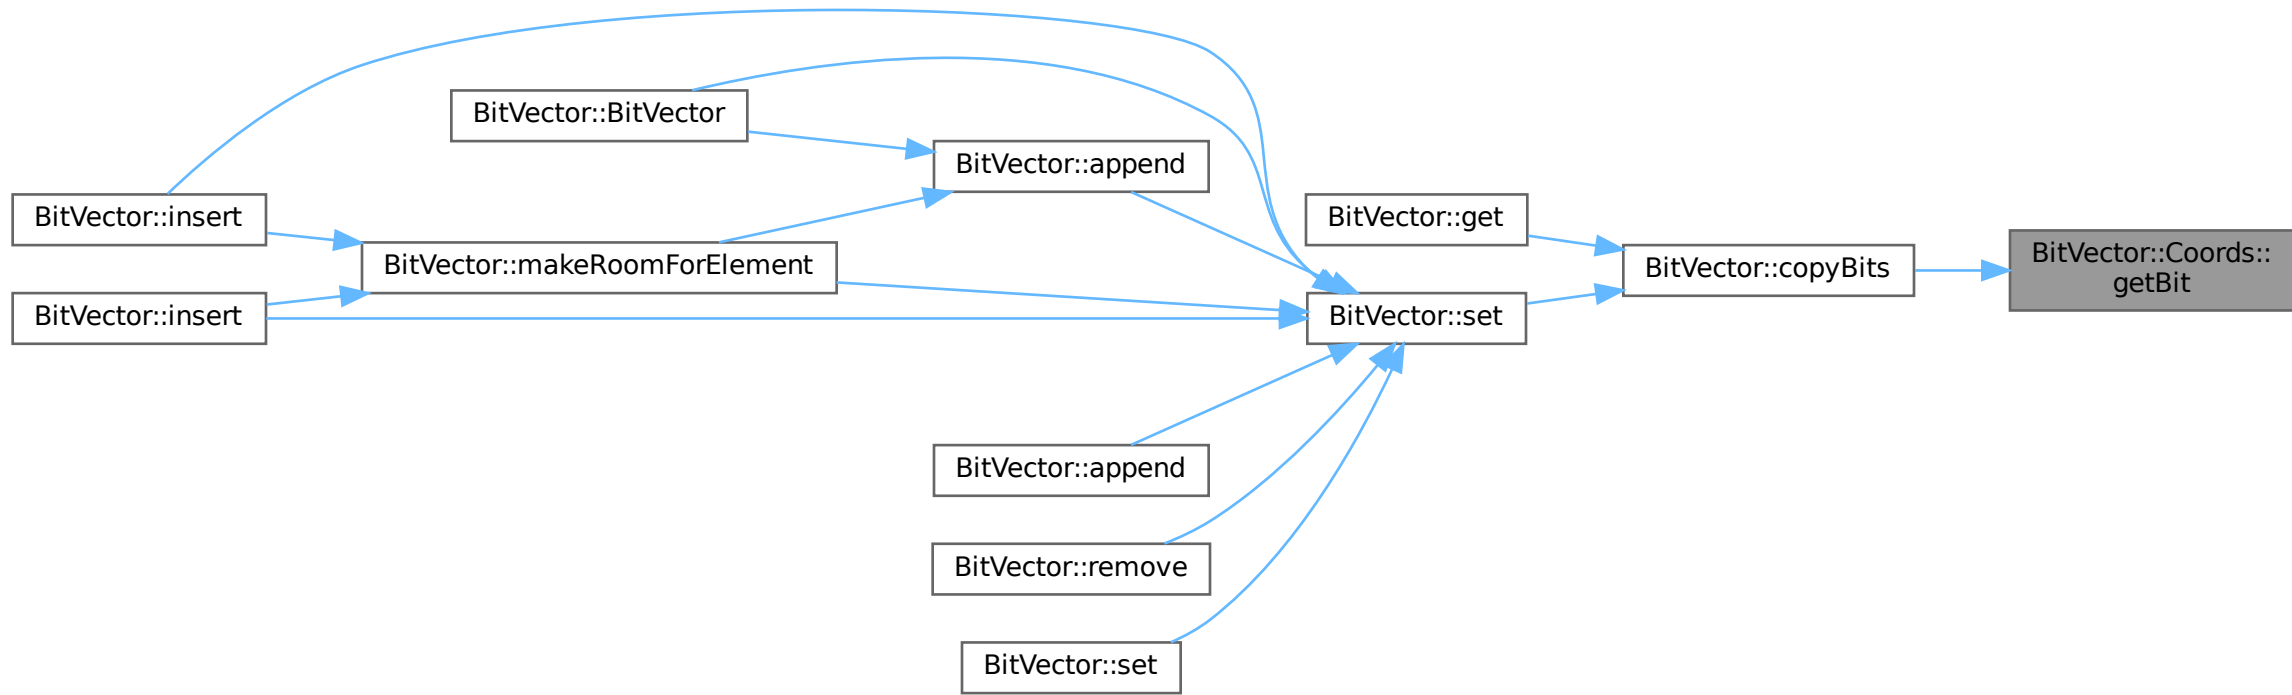 BitVector::BitVector
BitVector::append
BitVector::insert
BitVector::get
BitVector::makeRoomForElement
BitVector::copyBits
BitVector::Coords::
getBit
BitVector::insert
BitVector::set
BitVector::append
BitVector::remove
BitVector::set